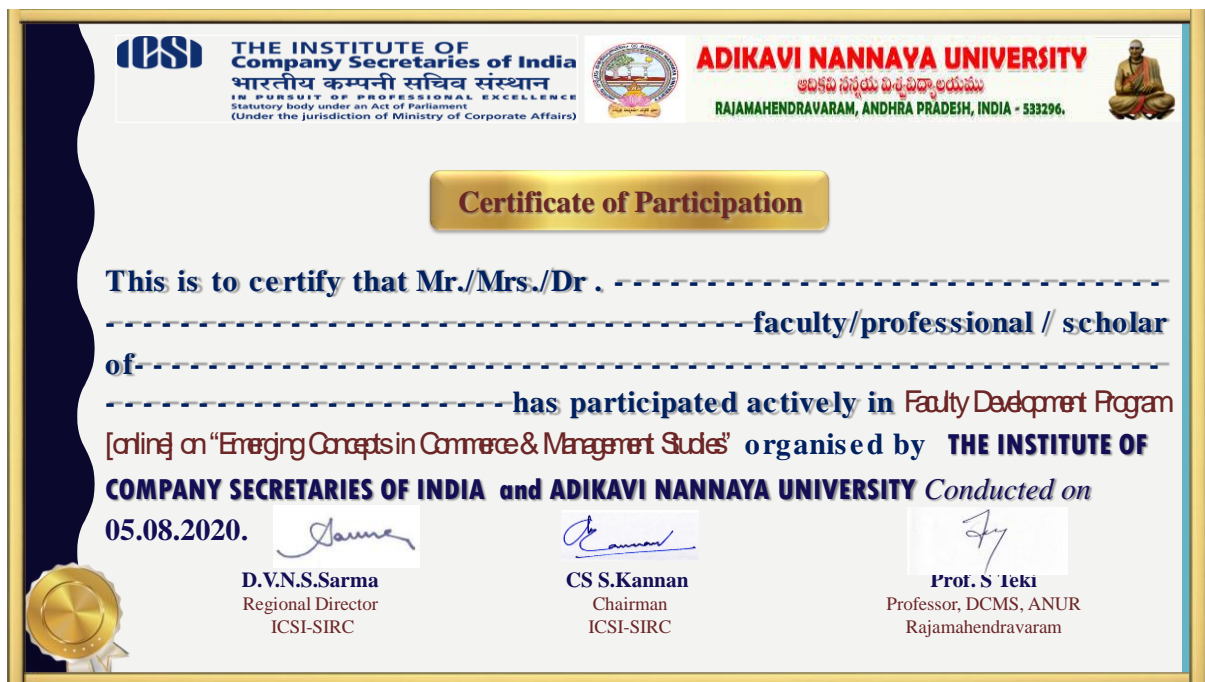 ICSI
THE INSTITUTE OF
Company Secretaries of India
भारतीय कम्पनी सचिव संस्थान
IN PURSUIT OF PROFESSIONAL EXCELLENCE
Statutory body under an Act of Parliament
(Under the jurisdiction of Ministry of Corporate Affairs)
ADIKAVI NANNAYA UNIVERSITY
ఆదికవి నన్నయ విశ్వవిద్యాలయము
RAJAMAHENDRAVARAM, ANDHRA PRADESH, INDIA - 533296.
Certificate of Participation
This is to certify that Mr./Mrs./Dr . ------------------------------
-----------------------------------faculty/professional / scholar
of--------------------------------------------------------
----------------------has participated actively in Faculty Development Program
[online] on “Emerging Concepts in Commerce & Management Studies” organised by THE INSTITUTE OF
COMPANY SECRETARIES OF INDIA and ADIKAVI NANNAYA UNIVERSITY Conducted on
05.08.2020.
D.V.N.S.Sarma
Regional Director
ICSI-SIRC
CS S.Kannan
Chairman
ICSI-SIRC
Prof. S Teki
Professor, DCMS, ANUR
Rajamahendravaram